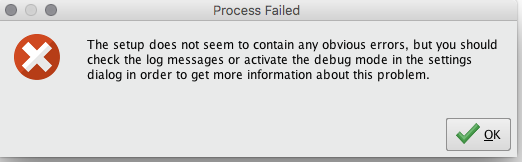 Process Failed
The setup does not seem to contain any obvious errors, but you should
check the log messages or activate the debug mode in the settings
dialog in order to get more information about this problem.
OK